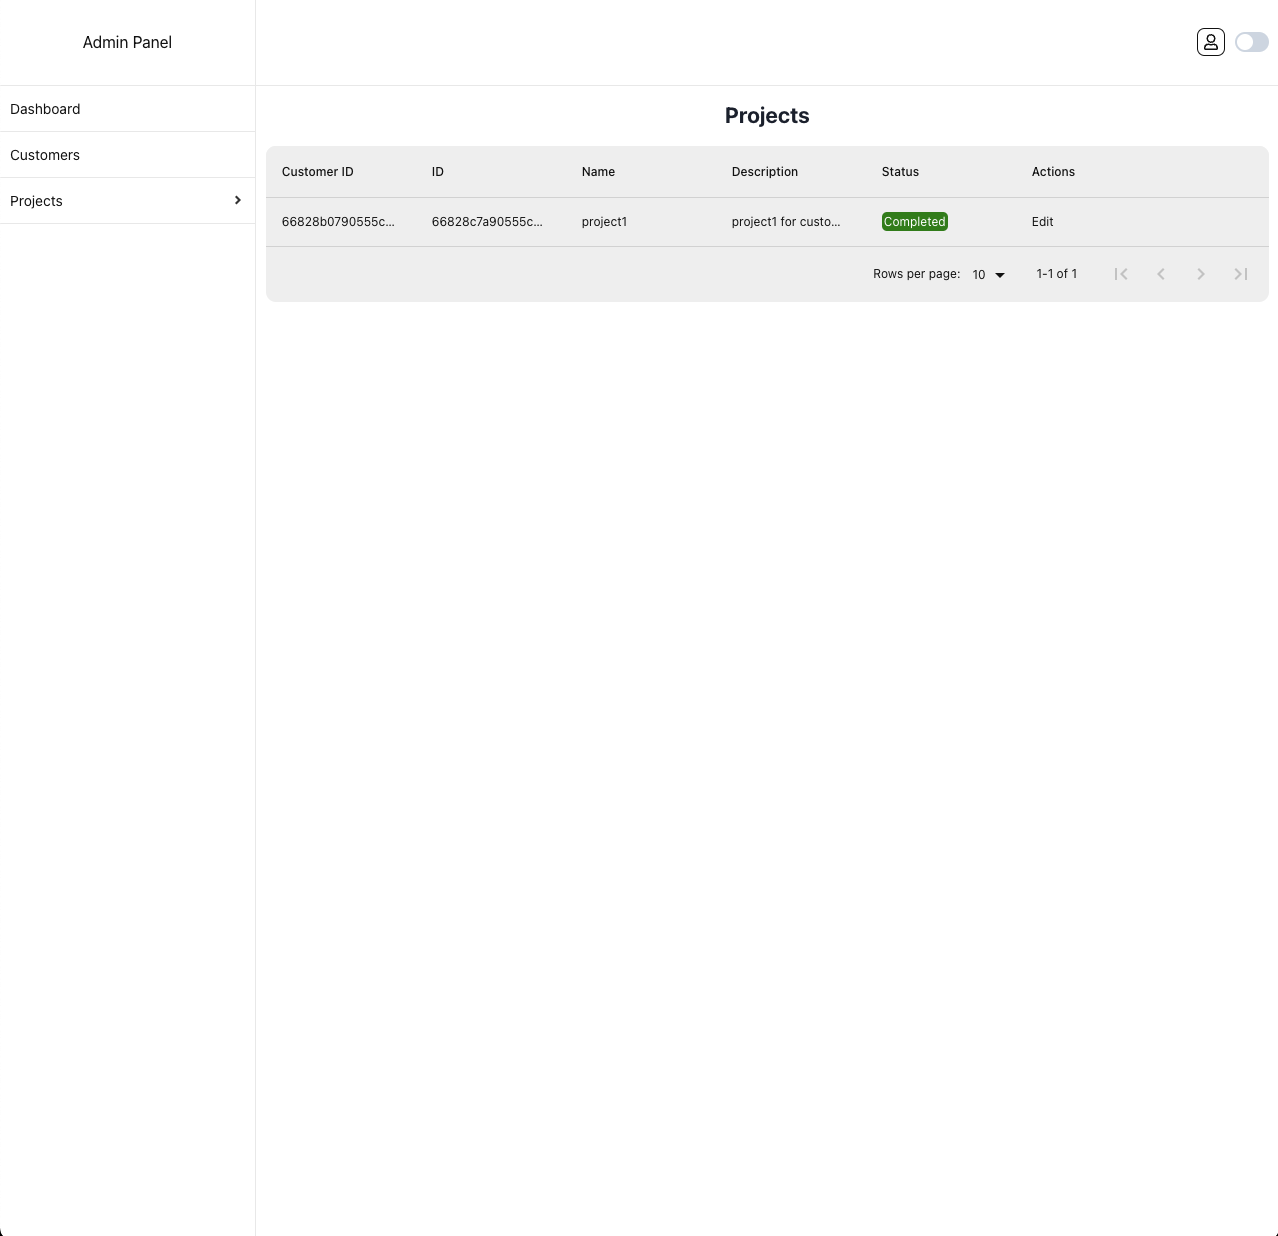 Admin Panel
Dashboard
Customers
Projects
Projects
Customer ID ID Name Description Status Actions
66828b0790555c... 66828c7a90555c... project1 project1 for custo... Completed Edit
Rows per page: 10 1-1 of 1